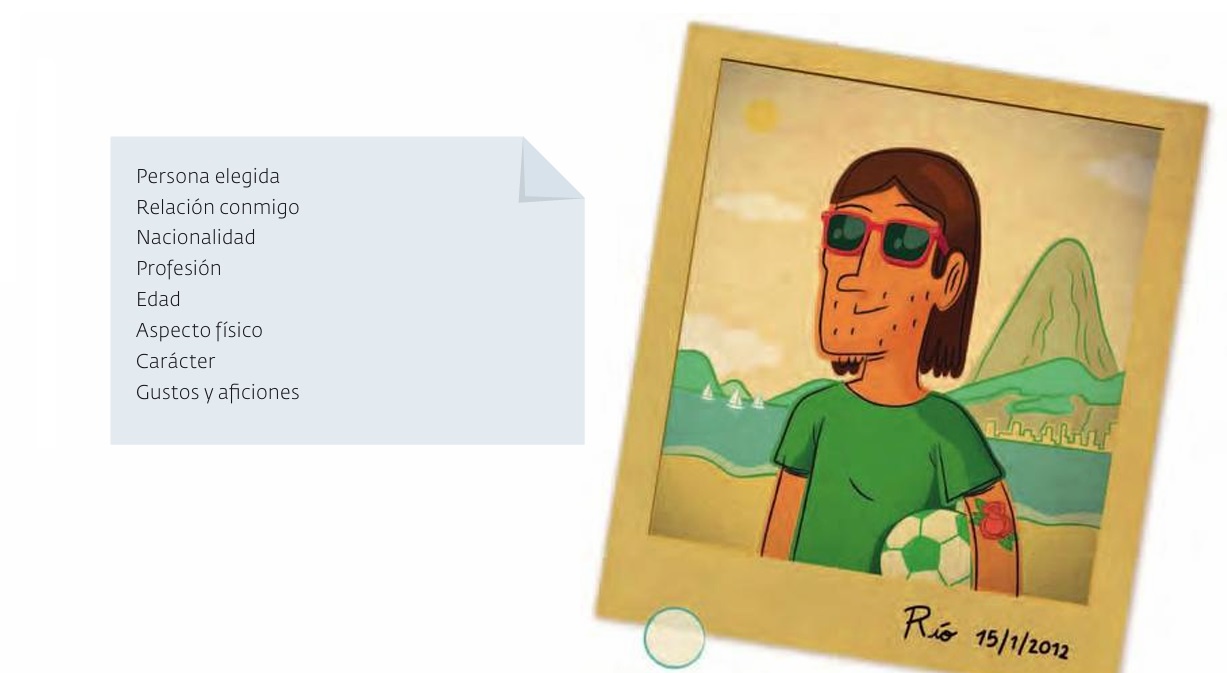 Persona elegida
Relación conmigo
Nacionalidad
Profesión
Edad
Aspecto físico
Carácter
Gustos y aficiones
Río 15/1/2012